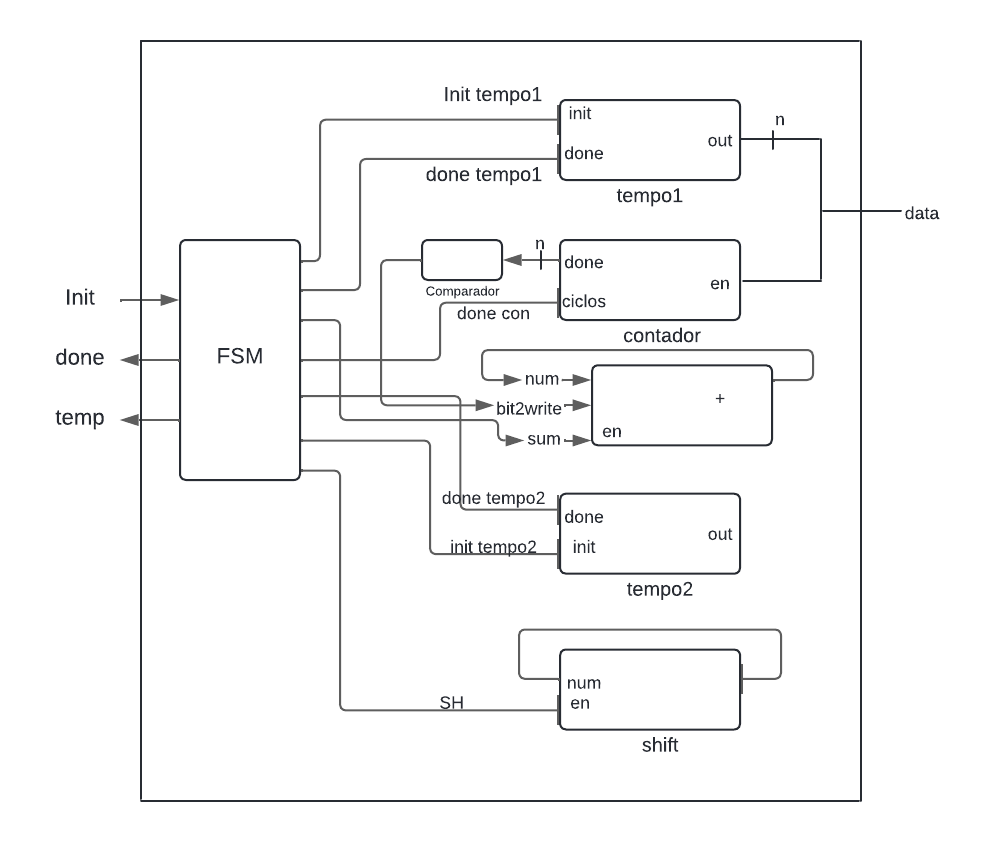 Init tempo1
init
n
out
done
done tempo1
tempo1
data
n
done
en
Comparador
ciclos
done con
contador
Init
done
FSM
temp
num
+
bit2write
en
sum
done tempo2
done
out
init tempo2
init
tempo2
num
SH
en
shift